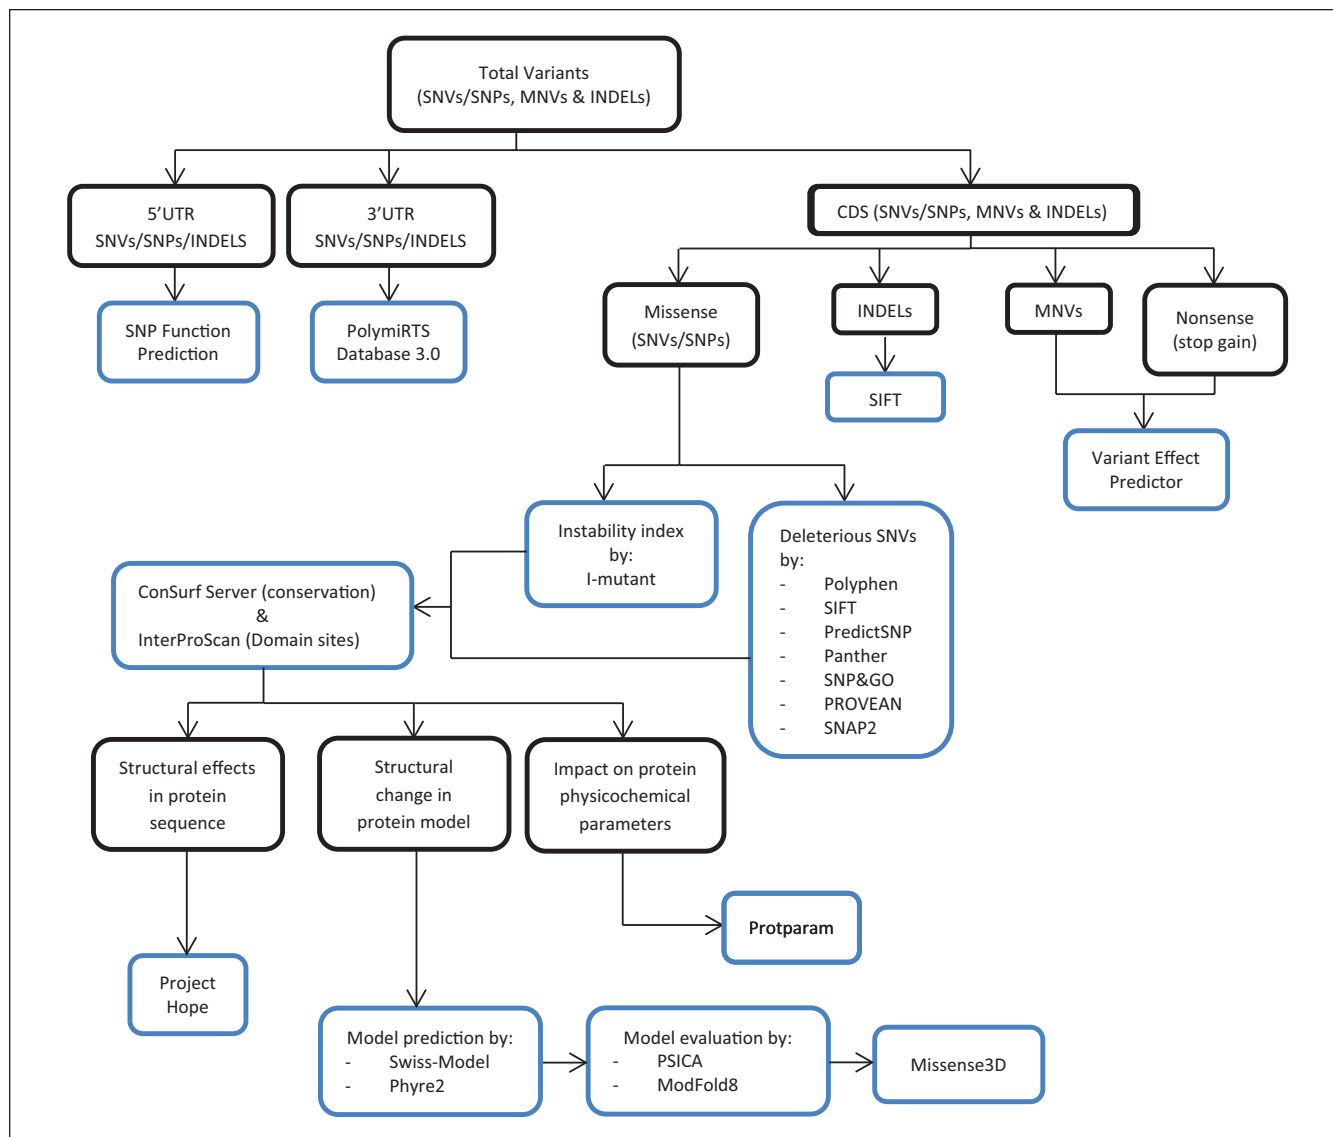 Total Variants
(SNVs/SNPs, MNVs & INDELs)
5’UTR
SNVs/SNPs/INDELS
3’UTR
SNVs/SNPs/INDELS
CDS (SNVs/SNPs, MNVs & INDELs)
SNP Function
Prediction
PolymiRTS
Database 3.0
Missense
(SNVs/SNPs)
INDELs
MNVs
Nonsense
(stop gain)
SIFT
Variant Effect
Predictor
Instability index
by:
I-mutant
Deleterious SNVs
by:
- Polyphen
- SIFT
- PredictSNP
- Panther
- SNP&GO
- PROVEAN
- SNAP2
ConSurf Server (conservation)
&
InterProScan (Domain sites)
Structural effects
in protein
sequence
Structural
change in
protein model
Impact on protein
physicochemical
parameters
Protparam
Project
Hope
Model prediction by:
- Swiss-Model
- Phyre2
Model evaluation by:
- PSICA
- ModFold8
Missense3D